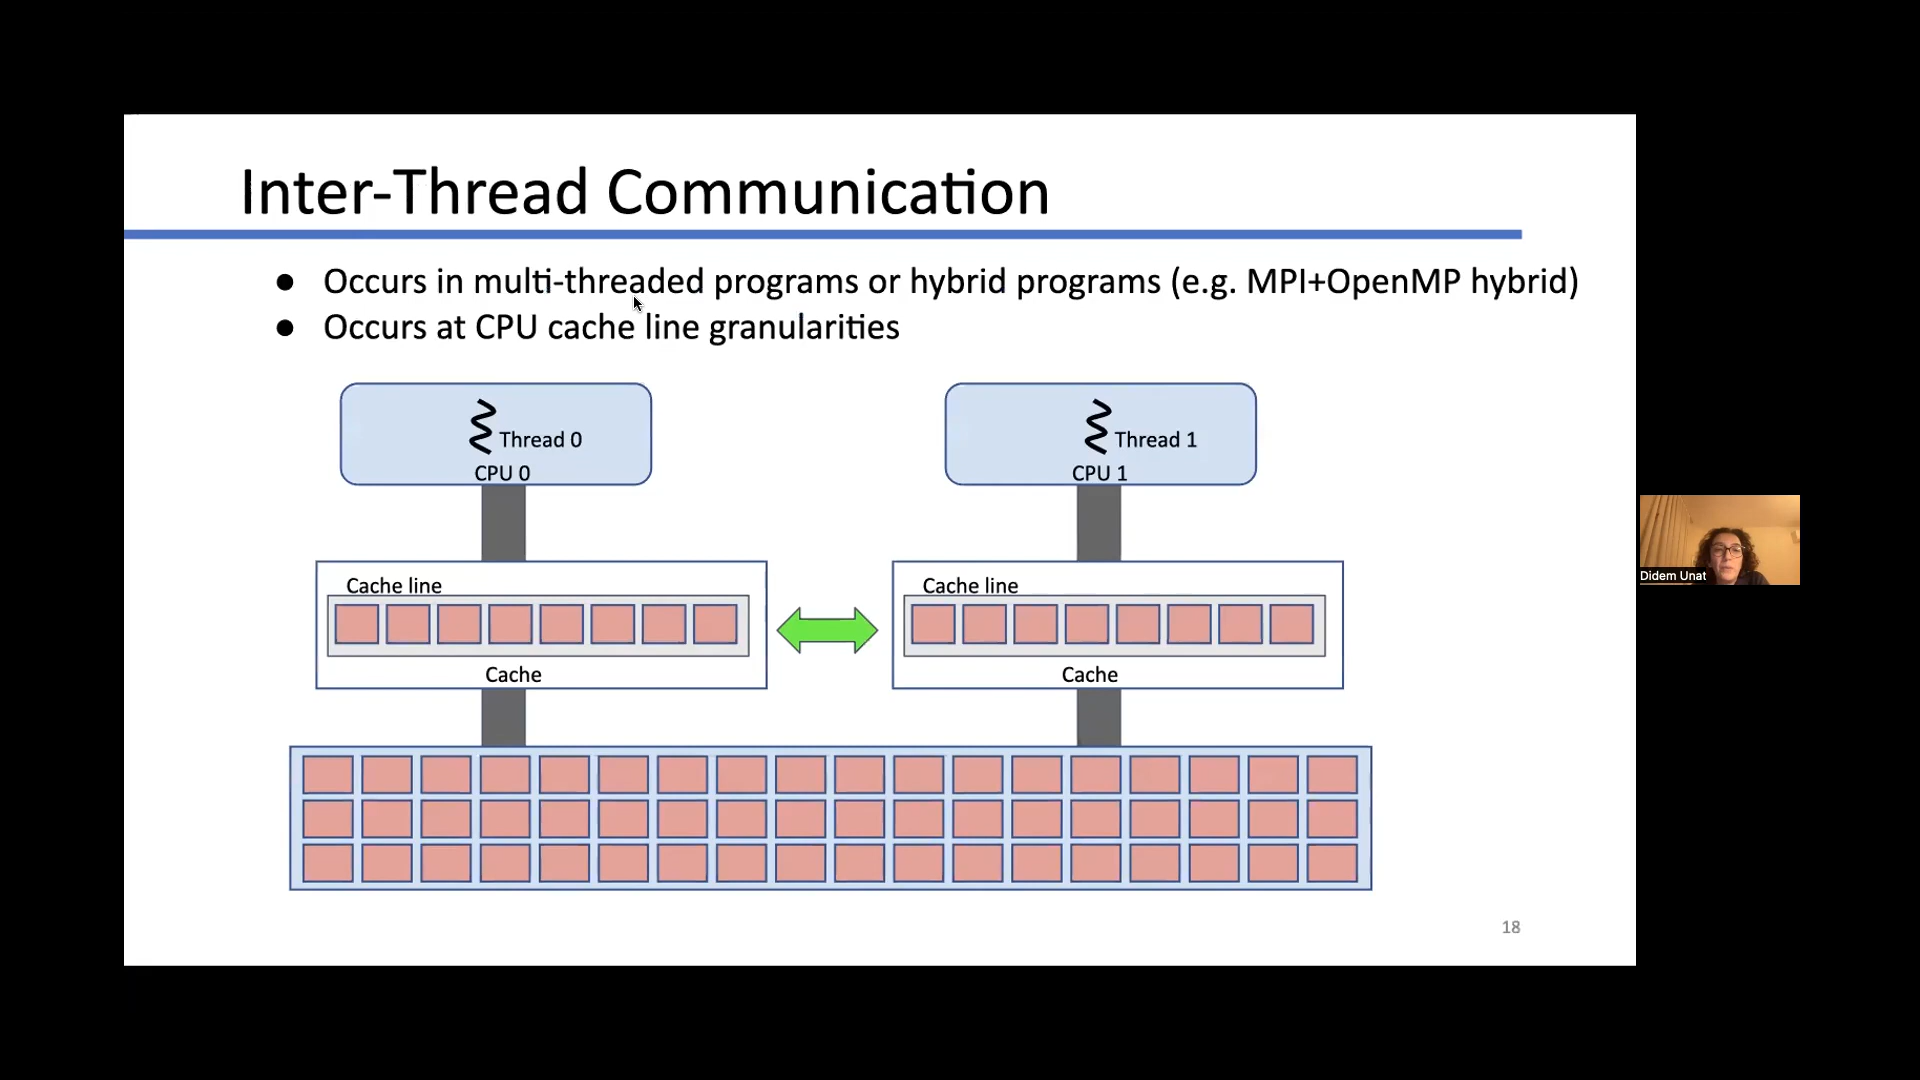 Inter-Thread Communication
● Occurs in multi-threaded programs or hybrid programs (e.g. MPI+OpenMP hybrid)
● Occurs at CPU cache line granularities
Thread 0
CPU 0
Thread 1
CPU 1
Cache line
Cache
Cache line
Cache
Didem Unat
18